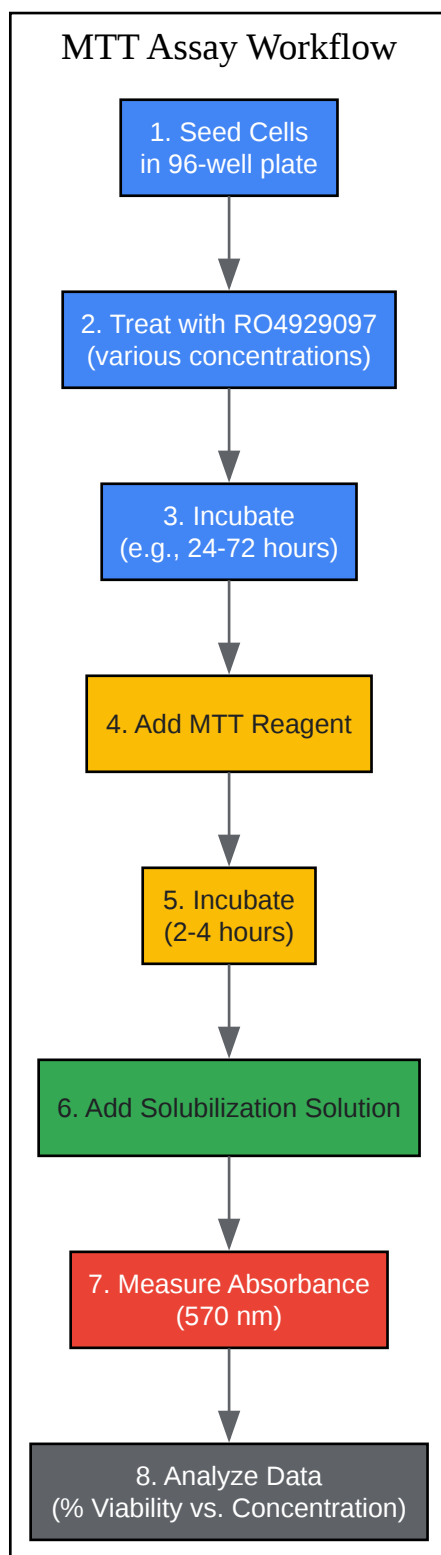 MTT Assay Workflow
1. Seed Cells
in 96-well plate
2. Treat with RO4929097
(various concentrations)
3. Incubate
(e.g., 24-72 hours)
4. Add MTT Reagent
5. Incubate
(2-4 hours)
6. Add Solubilization Solution
7. Measure Absorbance
(570 nm)
8. Analyze Data
(% Viability vs. Concentration)